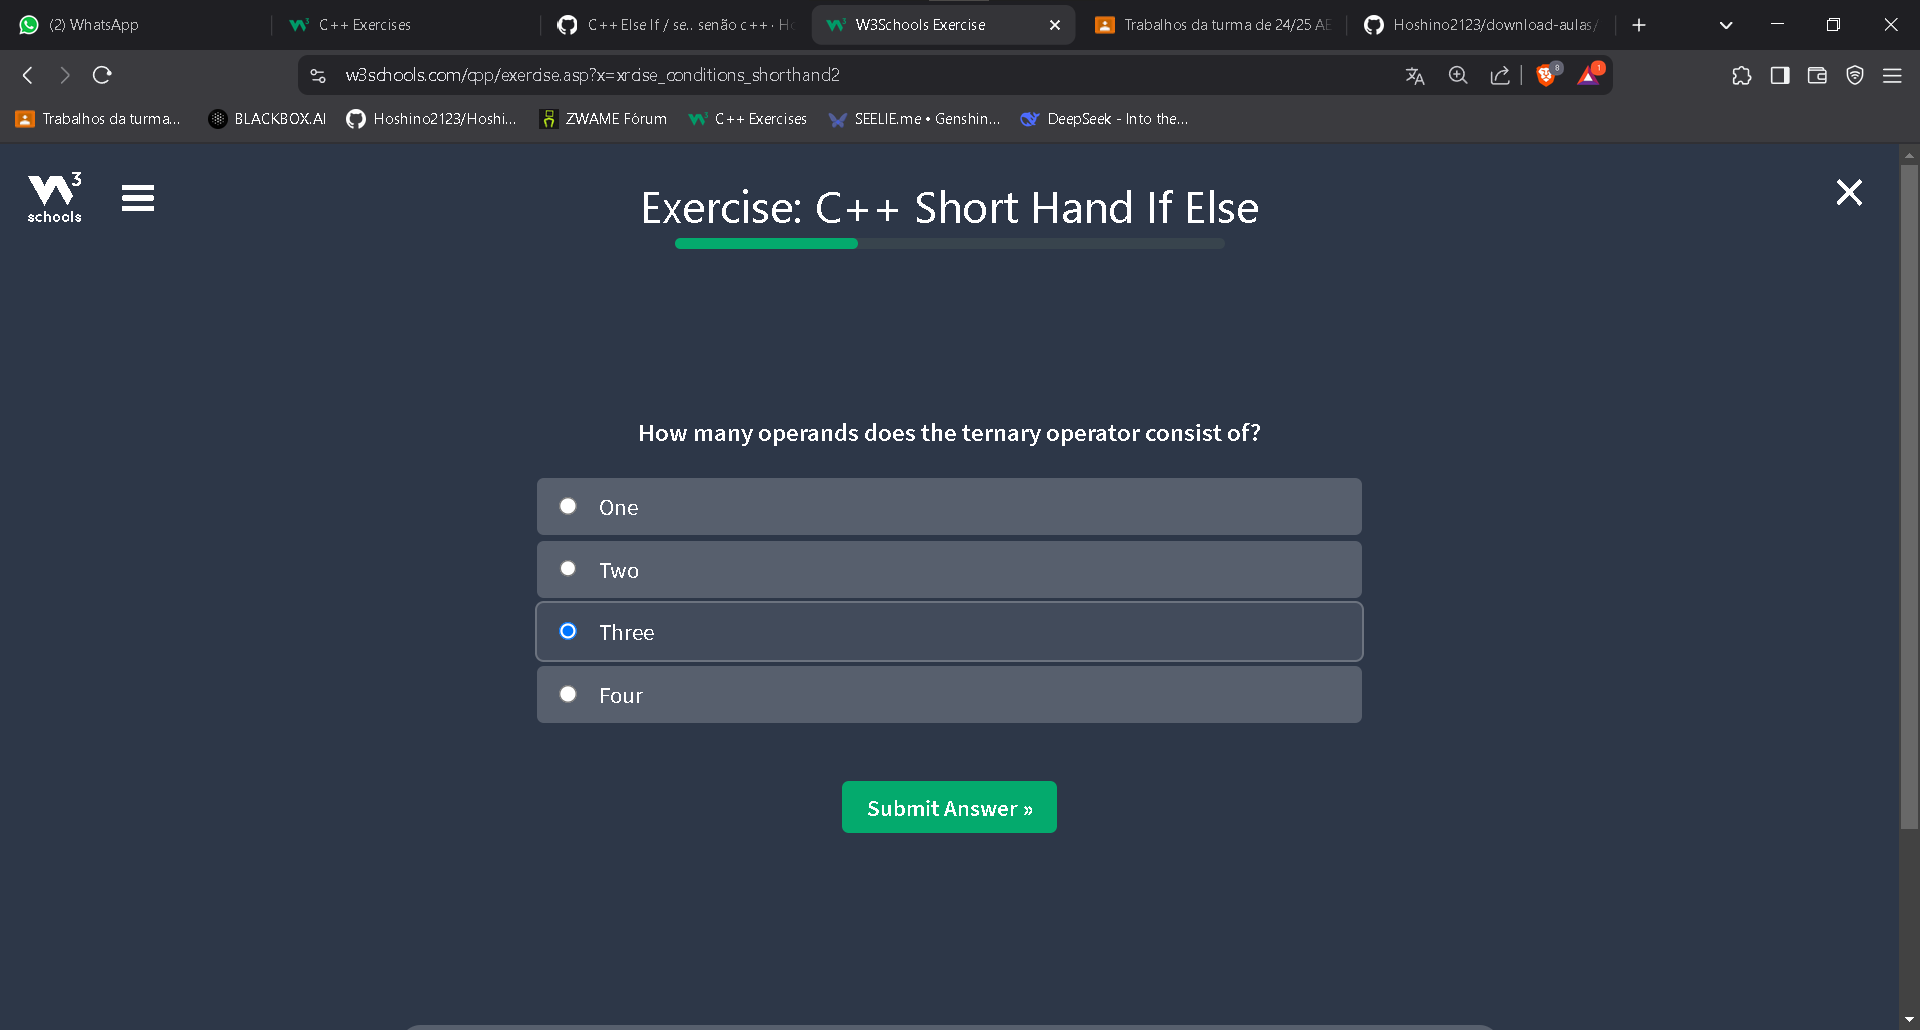 (2) WhatsApp
C++ Exercises
C++ Else If / se.. senão c++ · Ho
W3Schools Exercise
Trabalhos da turma de 24/25 AE
Hoshino2123/download-aulas/
w3schools.com/cpp/exercise.asp?x=xrcise_conditions_shorthand2
8
1
Trabalhos da turma...
BLACKBOX.AI
Hoshino2123/Hoshi...
ZWAME Fórum
C++ Exercises
SEELIE.me • Genshin...
DeepSeek - Into the...
W3
schools
Exercise: C++ Short Hand If Else
How many operands does the ternary operator consist of?
One
Two
Three
Four
Submit Answer »